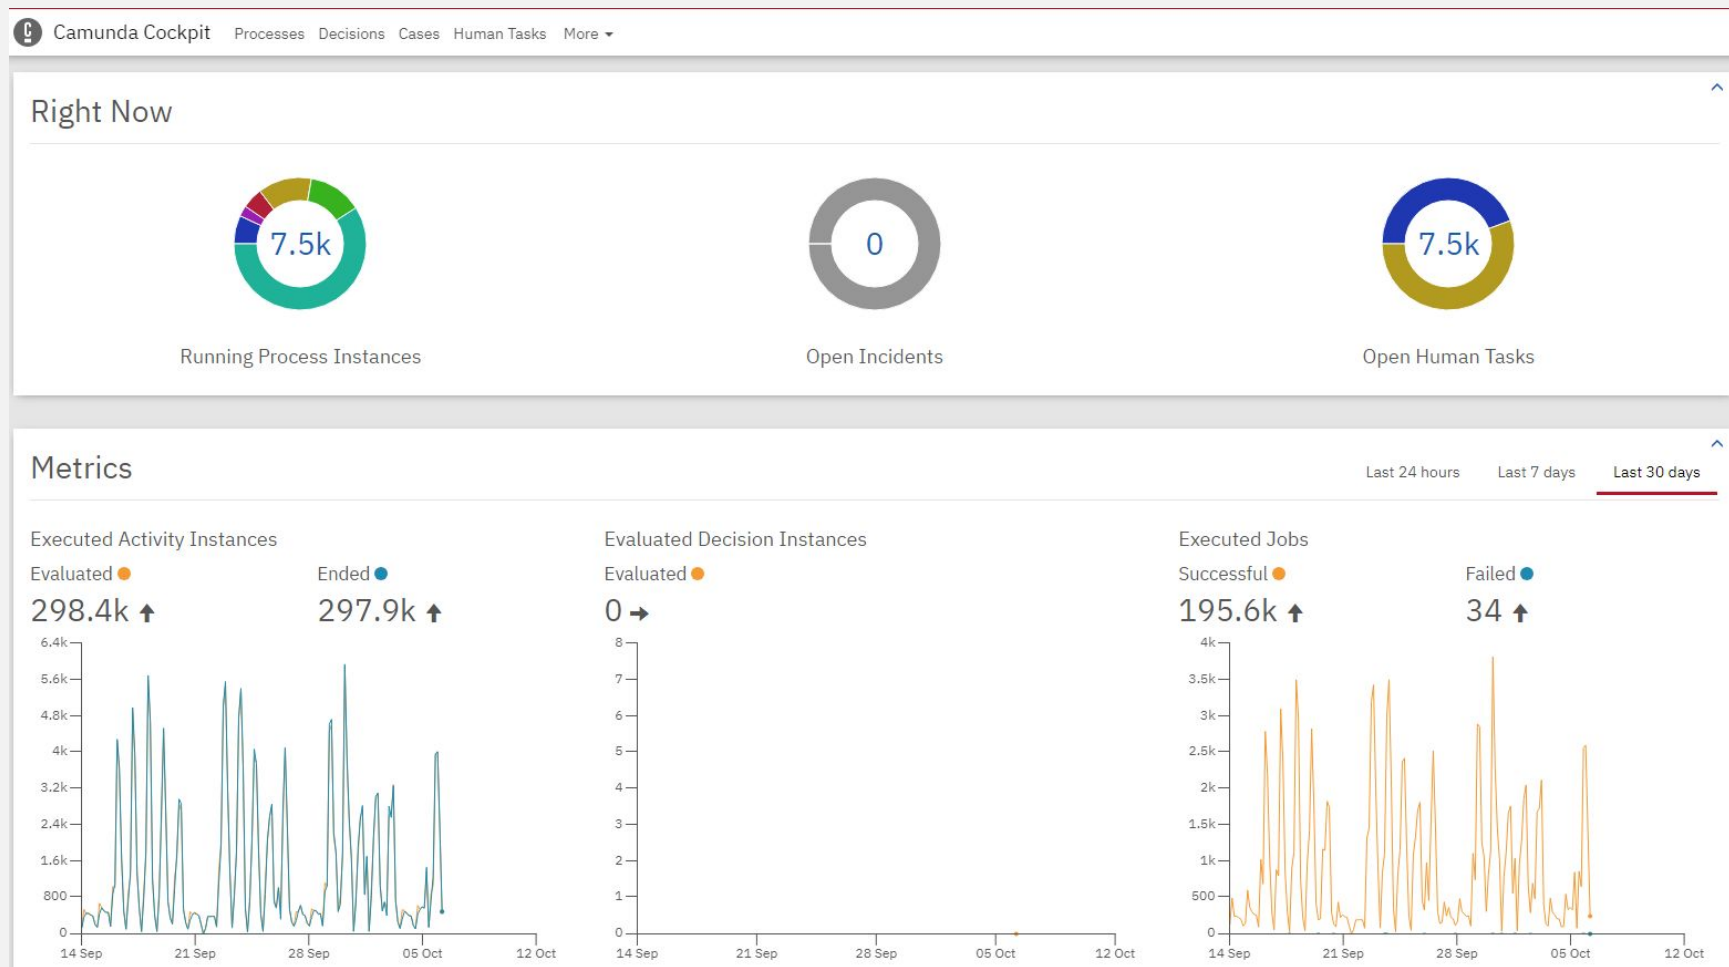 Camunda Cockpit Processes Decisions Cases Human Tasks More
Right Now
7.5k
0
7.5k
Running Process Instances
Open Incidents
Open Human Tasks
Metrics
Last 24 hours Last 7 days Last 30 days
Executed Activity Instances
Evaluated Ended
298.4k 297.9k
6.4k
5.6k
4.8k
4k
3.2k
2.4k
1.6k
800
0
14 Sep 21 Sep 28 Sep 05 Oct 12 Oct
Evaluated Decision Instances
Evaluated
0
8
7
6
5
4
3
2
1
0
14 Sep 21 Sep 28 Sep 05 Oct 12 Oct
Executed Jobs
Successful Failed
195.6k 34
4k
3.5k
3k
2.5k
2k
1.5k
1k
500
0
14 Sep 21 Sep 28 Sep 05 Oct 12 Oct